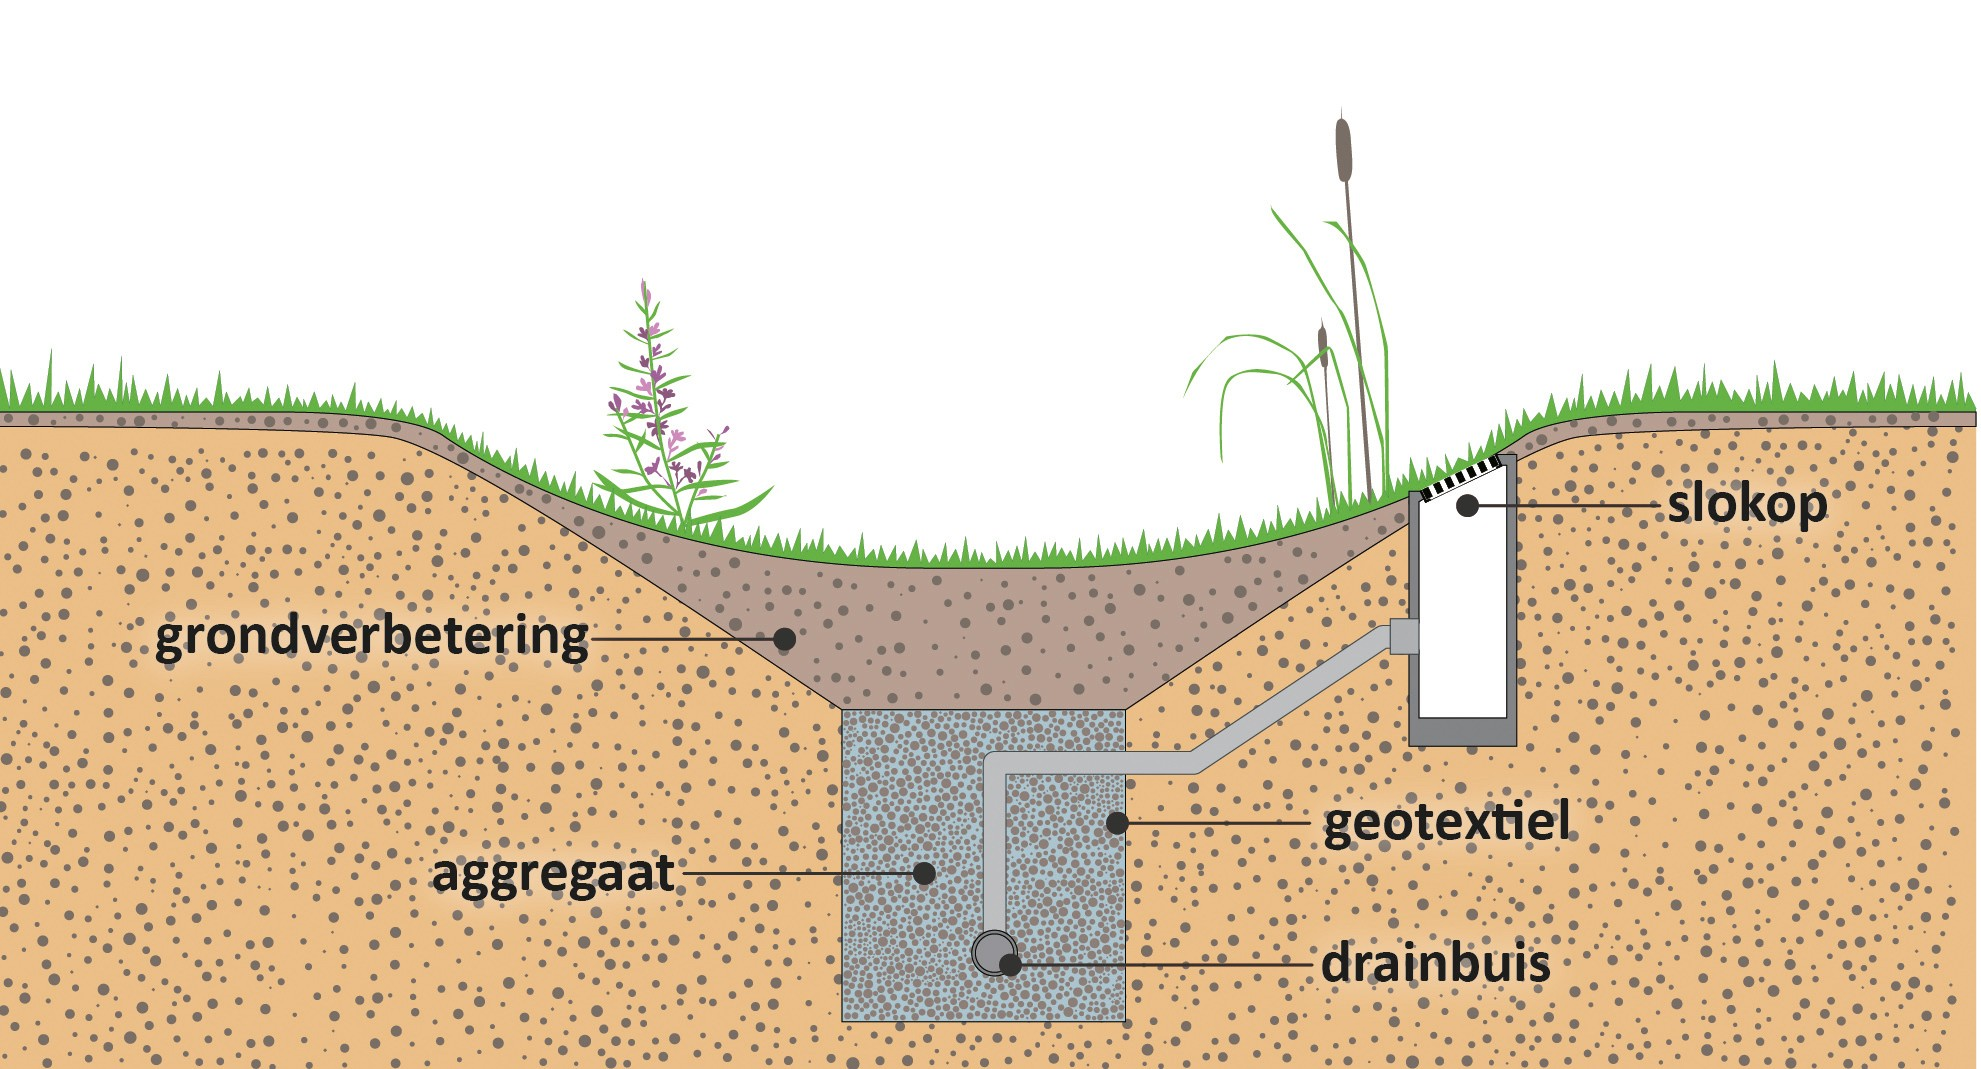 slokop
grondverbetering
geotextiel
aggregaat
drainbuis